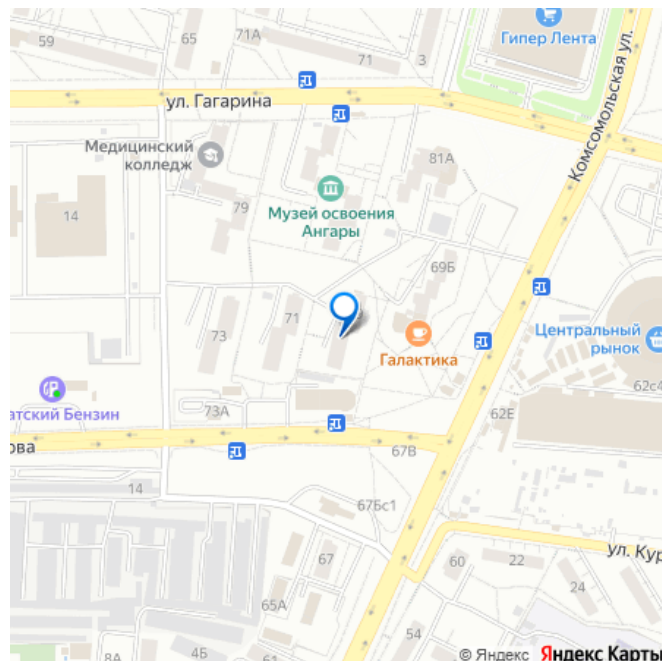 59
65
71А
71
3
Гипер Лента
ул. Гагарина
Комсомольская ул.
Медицинский
колледж
81А
14
79
Музей освоения
Ангары
69Б
73
71
Галактика
Центральный
рынок
62с4
атский Бензин
73А
62Е
ова
67В
14
67Бс1
67
ул. Кур
60
22
24
65А
54
8А
4Б
© Яндекс Яндекс Карты